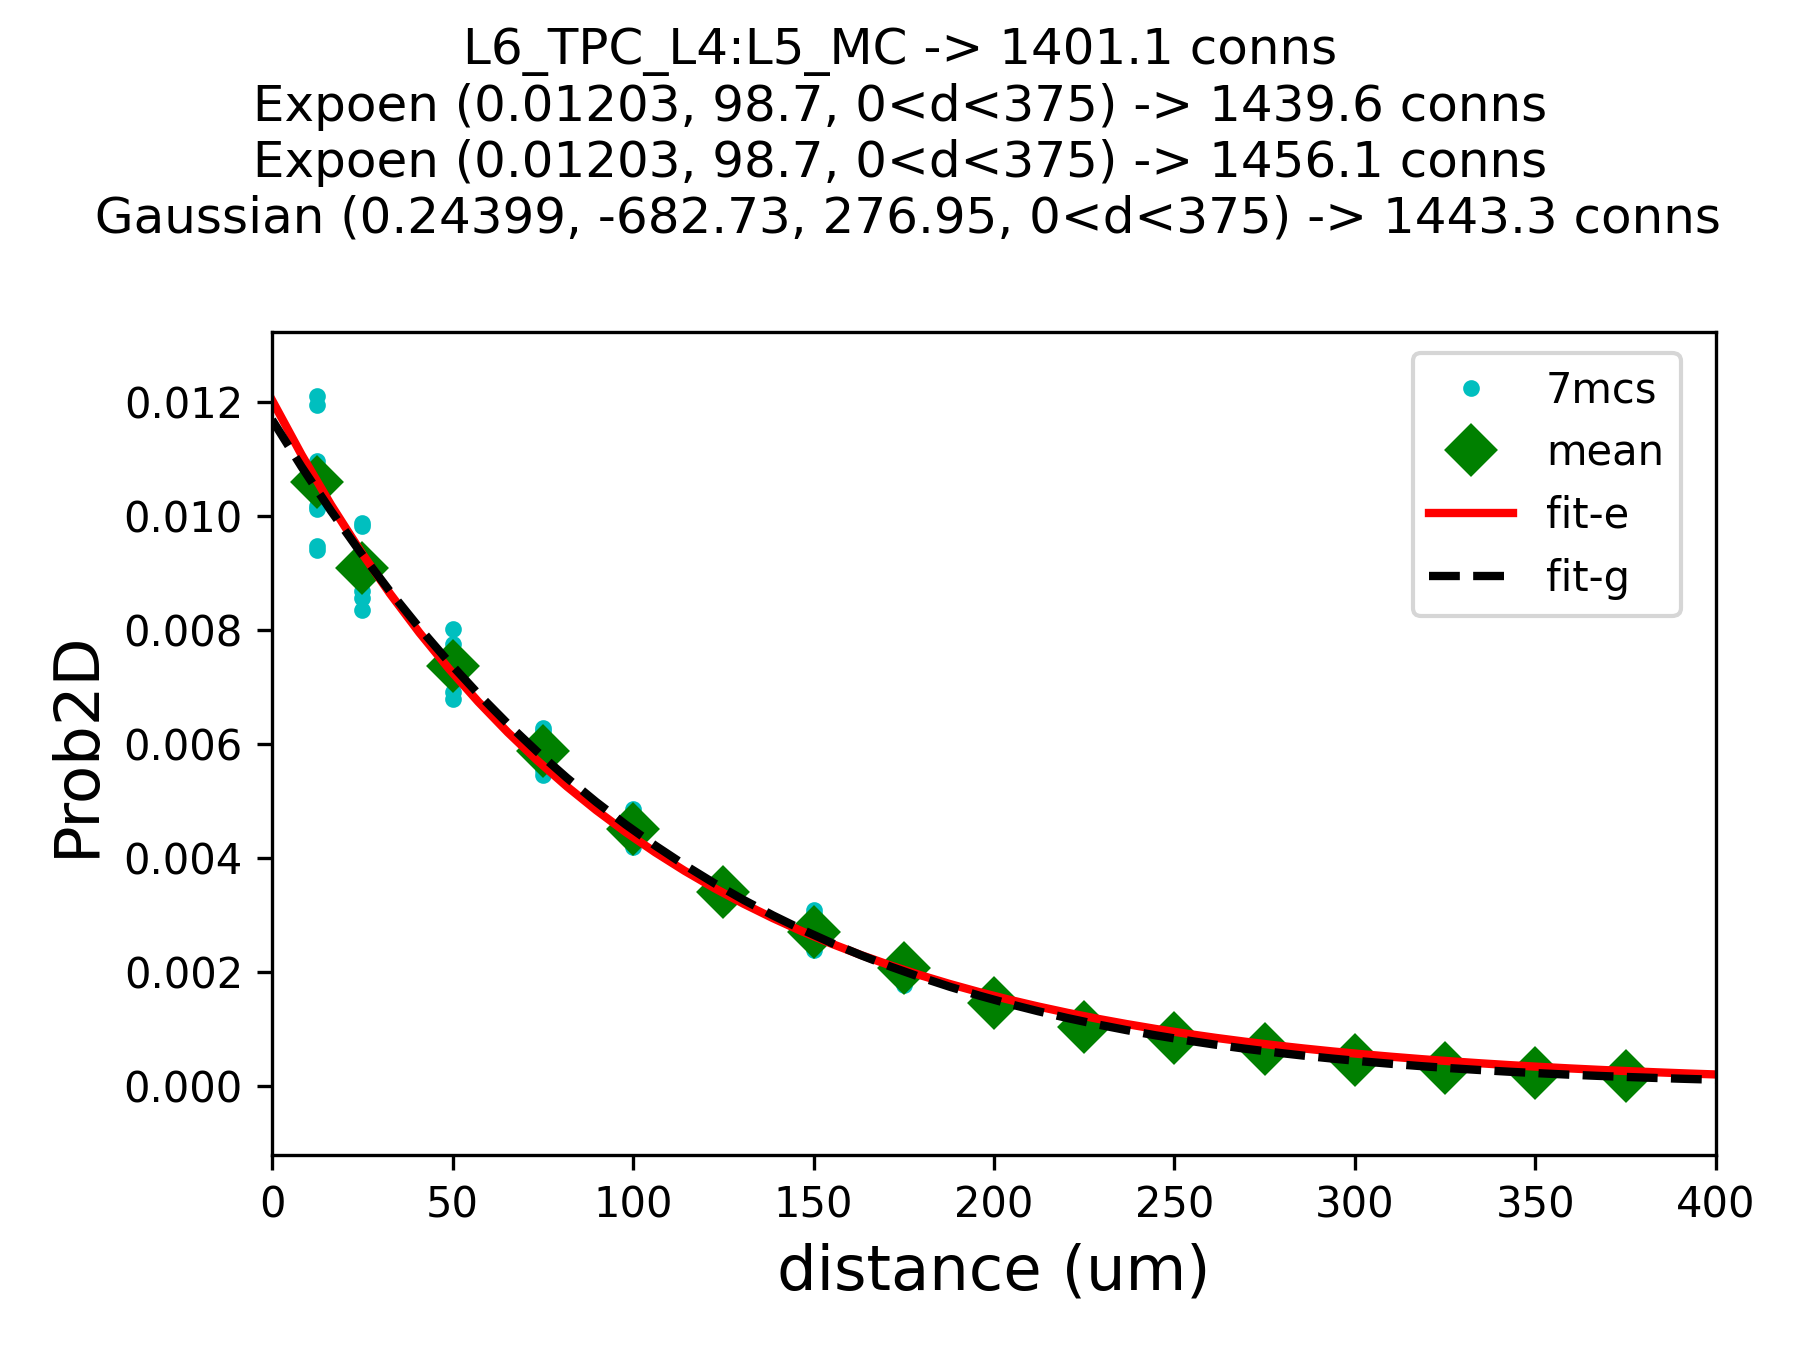 L6_TPC_L4:L5_MC -> 1401.1 conns
Expoen (0.01203, 98.7, 0<d<375) -> 1439.6 conns
Expoen (0.01203, 98.7, 0<d<375) -> 1456.1 conns
Gaussian (0.24399, -682.73, 276.95, 0<d<375) -> 1443.3 conns
7mcs
mean
fit-e
fit-g
Prob2D
0.012
0.010
0.008
0.006
0.004
0.002
0.000
0 50 100 150 200 250 300 350 400
distance (um)